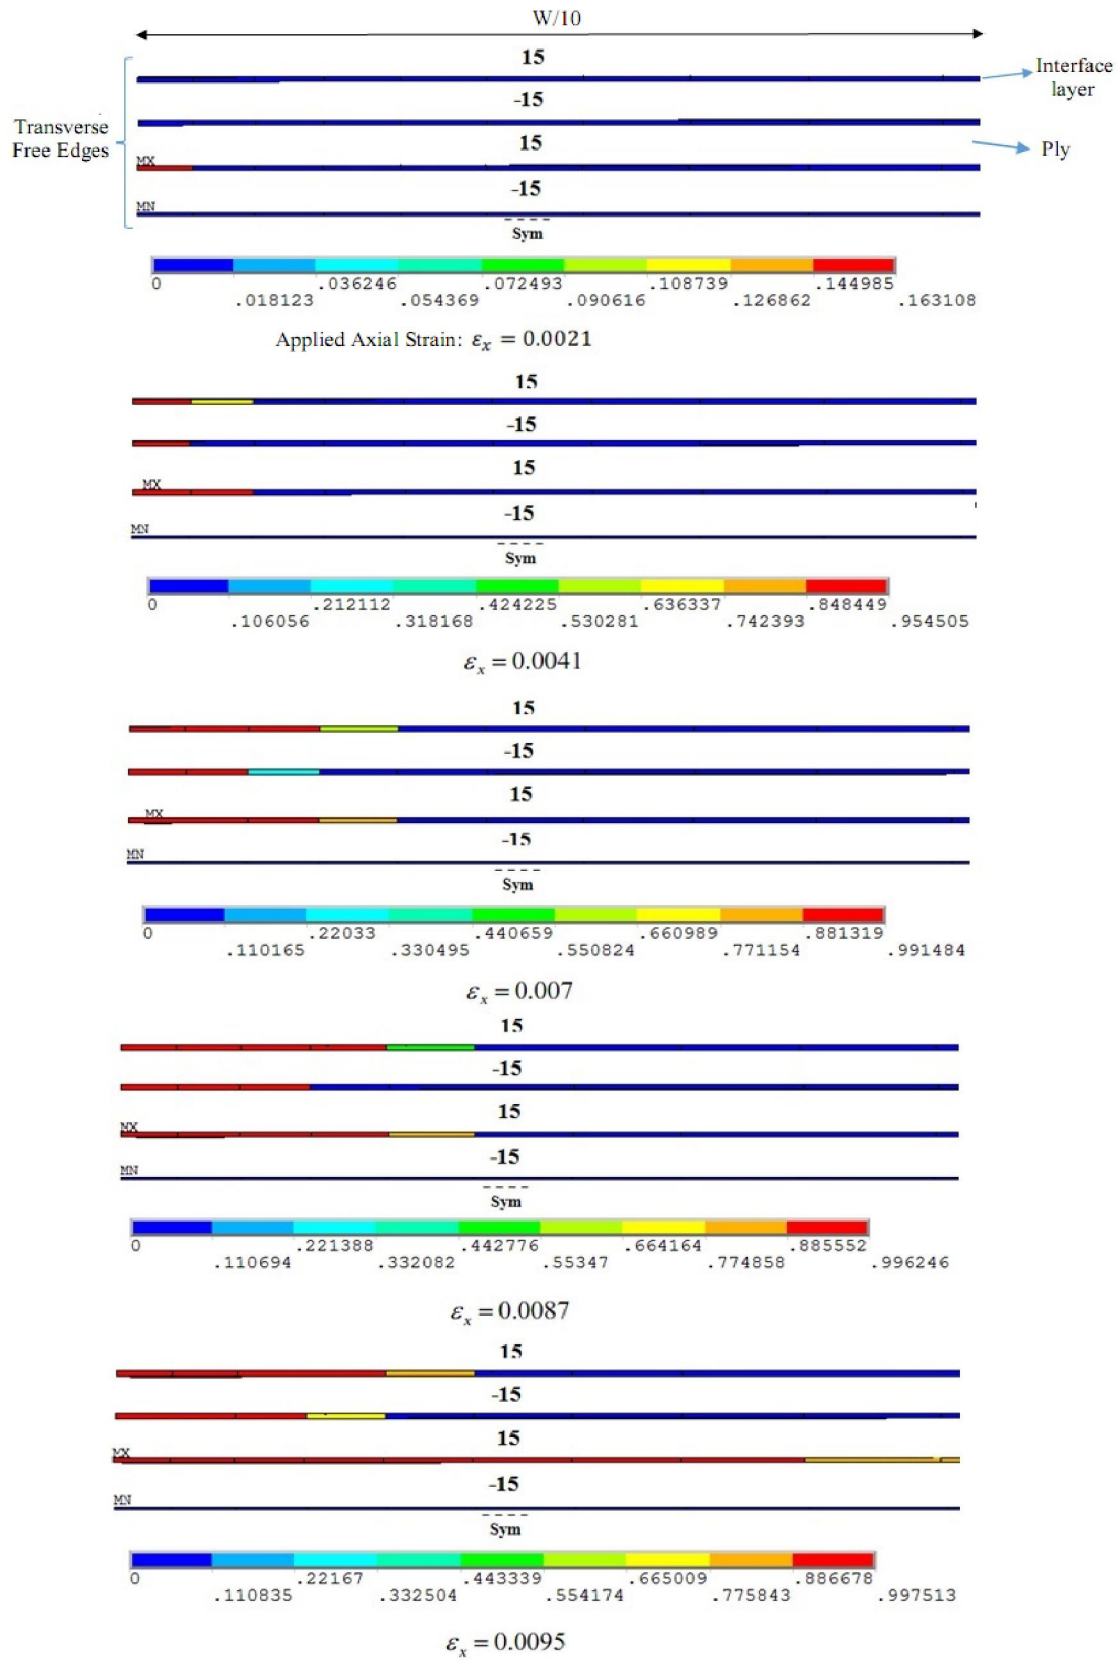 W/10
15
Interface
layer
-15
Transverse
Free Edges
15
Ply
MX
-15
MN
Sym
0 .036246 .072493 .108739 .144985
.018123 .054369 .090616 .126862 .163108
Applied Axial Strain: εx = 0.0021
15
-15
15
MX
-15
MN
Sym
0 .212112 .424225 .636337 .848449
.106056 .318168 .530281 .742393 .954505
εx = 0.0041
15
-15
15
MX
-15
MN
Sym
0 .22033 .440659 .660989 .881319
.110165 .330495 .550824 .771154 .991484
εx = 0.007
15
-15
15
MX
-15
MN
Sym
0 .221388 .442776 .664164 .885552
.110694 .332082 .55347 .774858 .996246
εx = 0.0087
15
-15
15
MX
-15
MN
Sym
0 .22167 .443339 .665009 .886678
.110835 .332504 .554174 .775843 .997513
εx = 0.0095